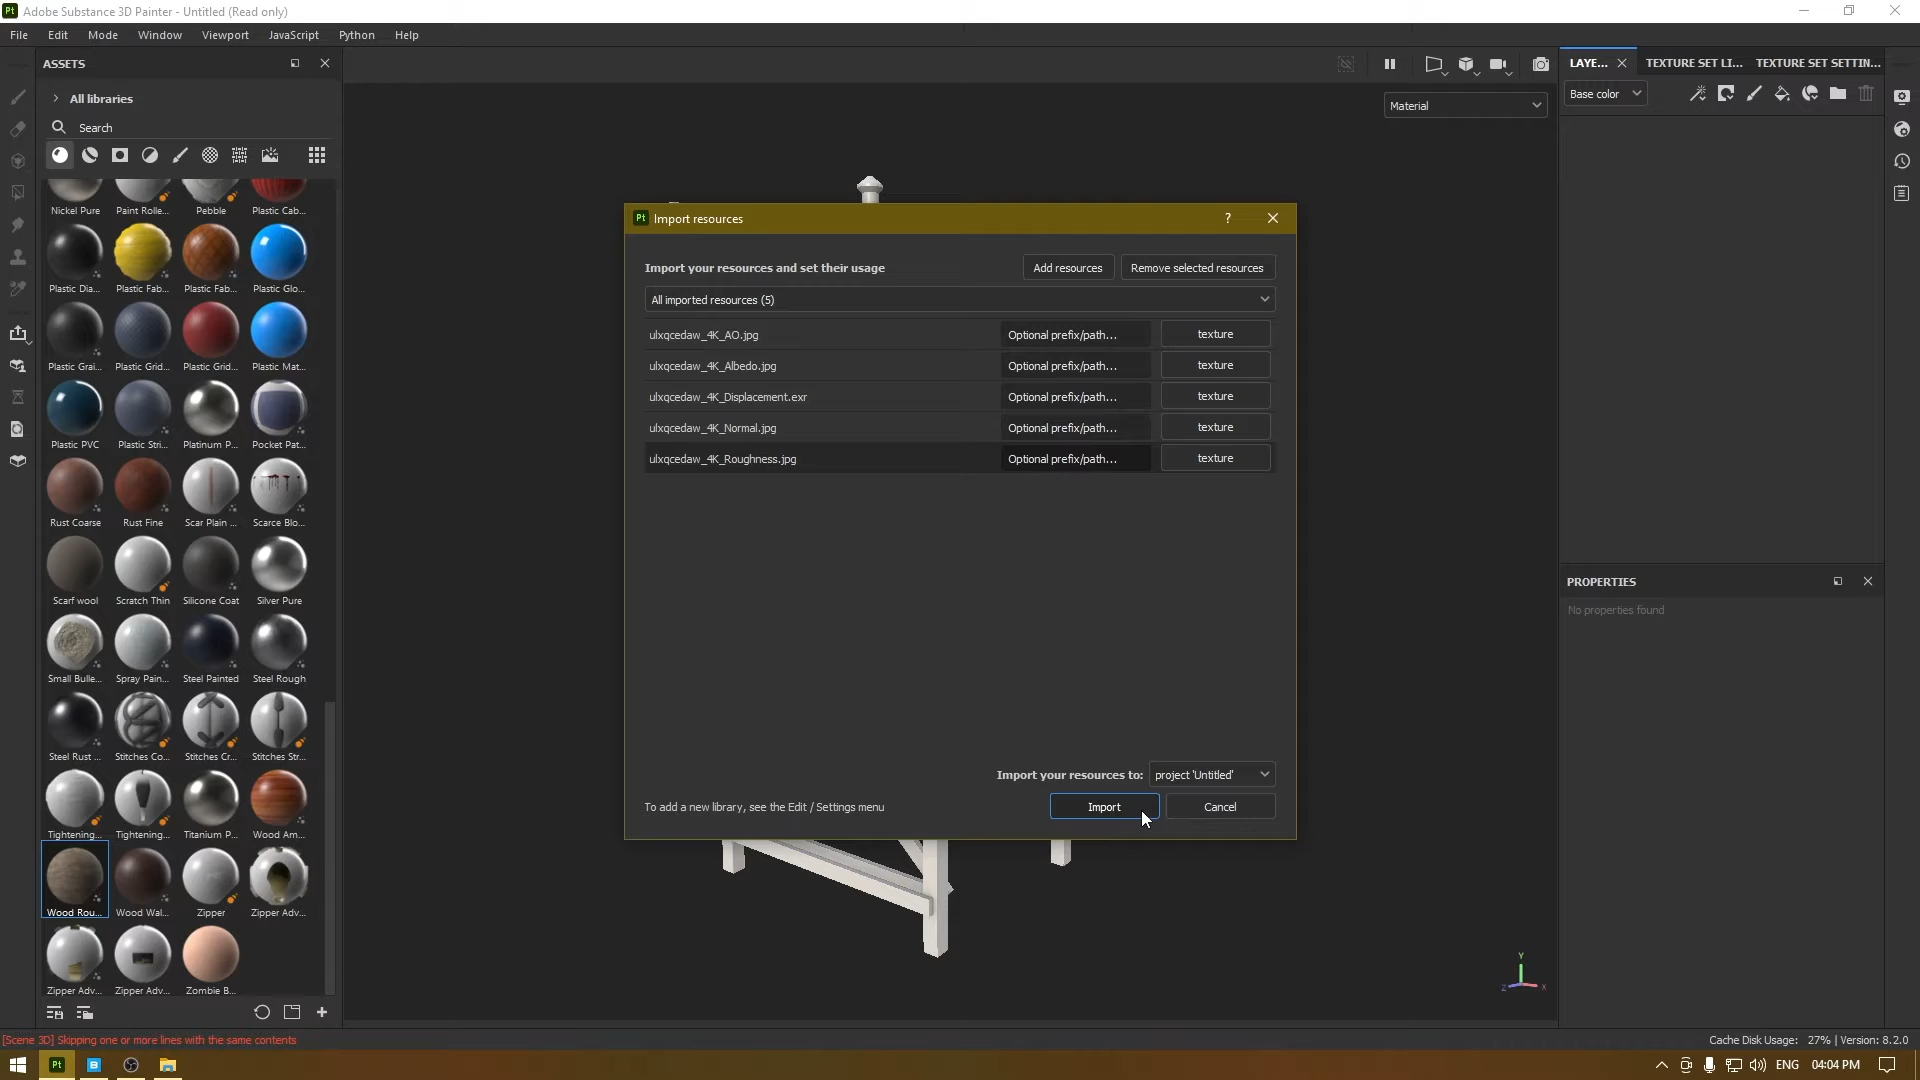 Pt Adobe Substance 3D Painter - Untitled (Read only)
File Edit Mode Window Viewport JavaScript Python Help
ASSETS
All libraries
Search
Nickel Pure Paint Rolle... Pebble Plastic Cab...
Plastic Dia... Plastic Fab... Plastic Fab... Plastic Glo...
Plastic Grai... Plastic Grid... Plastic Grid... Plastic Mat...
Plastic PVC Plastic Stri... Platinum P... Pocket Pat...
Rust Coarse Rust Fine Scar Plain ... Scarce Blo...
Scarf wool Scratch Thin Silicone Coat Silver Pure
Small Bulle... Spray Pain... Steel Painted Steel Rough
Steel Rust ... Stitches Co... Stitches Cr... Stitches Str...
Tightening... Tightening... Titanium P... Wood Am...
Wood Rou... Wood Wal... Zipper Zipper Adv...
Zipper Adv... Zipper Adv... Zombie B...
Material
Pt Import resources ?
Import your resources and set their usage Add resources Remove selected resources
All imported resources (5)
ulxqcedaw_4K_AO.jpg Optional prefix/path... texture
ulxqcedaw_4K_Albedo.jpg Optional prefix/path... texture
ulxqcedaw_4K_Displacement.exr Optional prefix/path... texture
ulxqcedaw_4K_Normal.jpg Optional prefix/path... texture
ulxqcedaw_4K_Roughness.jpg Optional prefix/path... texture
Import your resources to: project 'Untitled'
To add a new library, see the Edit / Settings menu Import Cancel
Y
Z X
LAYE... TEXTURE SET LI... TEXTURE SET SETTIN...
Base color
PROPERTIES
No properties found
[Scene 3D] Skipping one or more lines with the same contents
Cache Disk Usage: 27% | Version: 8.2.0
Pt ENG 04:04 PM